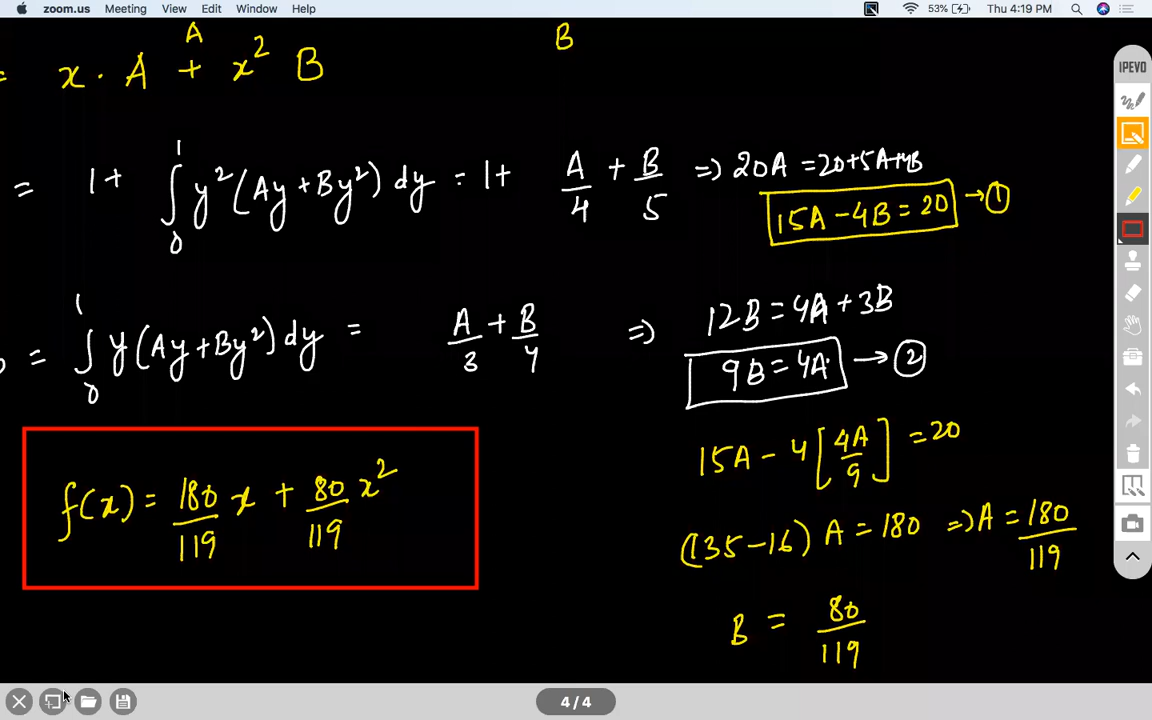 zoom.us Meeting View Edit Window Help 53% Thu 4:19 PM
A B
= x · A + x² B
IPEVO
= 1 + ∫₀¹ y² (Ay + By²) dy = 1 + A/4 + B/5 ⇒ 20A = 20 + 5A + 4B
15A − 4B = 20 → ①
= ∫₀¹ y (Ay + By²) dy = A/3 + B/4 ⇒ 12B = 4A + 3B
9B = 4A → ②
15A − 4 [4A/9] = 20
f(x) = 180/119 x + 80/119 x²
(135 − 16) A = 180 ⇒ A = 180/119
B = 80/119
4 / 4